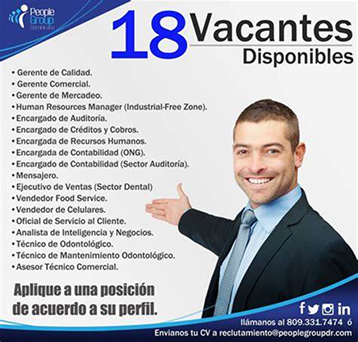 People
Group
Dominicana
18 Vacantes
Disponibles
• Gerente de Calidad.
• Gerente Comercial.
• Gerente de Mercadeo.
• Human Resources Manager (Industrial-Free Zone).
• Encargado de Auditoría.
• Encargado de Créditos y Cobros.
• Encargada de Recursos Humanos.
• Encargada de Contabilidad (ONG).
• Encargado de Contabilidad (Sector Auditoría).
• Mensajero.
• Ejecutivo de Ventas (Sector Dental)
• Vendedor Food Service.
• Vendedor de Celulares.
• Oficial de Servicio al Cliente.
• Analista de Inteligencia y Negocios.
• Técnico de Odontológico.
• Técnico de Mantenimiento Odontológico.
• Asesor Técnico Comercial.
Aplique a una posición
de acuerdo a su perfil.
llámanos al 809.331.7474 ó
Envianos tu CV a reclutamiento@peoplegroupdr.com